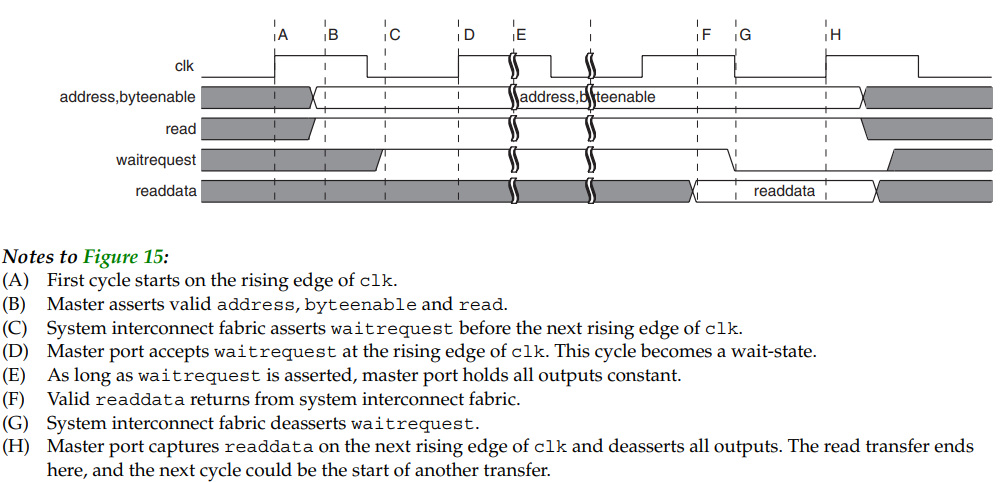 A B C D E F G H
clk
address,byteenable address,byteenable
read
waitrequest
readdata readdata
Notes to Figure 15:
(A) First cycle starts on the rising edge of clk.
(B) Master asserts valid address, byteenable and read.
(C) System interconnect fabric asserts waitrequest before the next rising edge of clk.
(D) Master port accepts waitrequest at the rising edge of clk. This cycle becomes a wait-state.
(E) As long as waitrequest is asserted, master port holds all outputs constant.
(F) Valid readdata returns from system interconnect fabric.
(G) System interconnect fabric deasserts waitrequest.
(H) Master port captures readdata on the next rising edge of clk and deasserts all outputs. The read transfer ends
here, and the next cycle could be the start of another transfer.